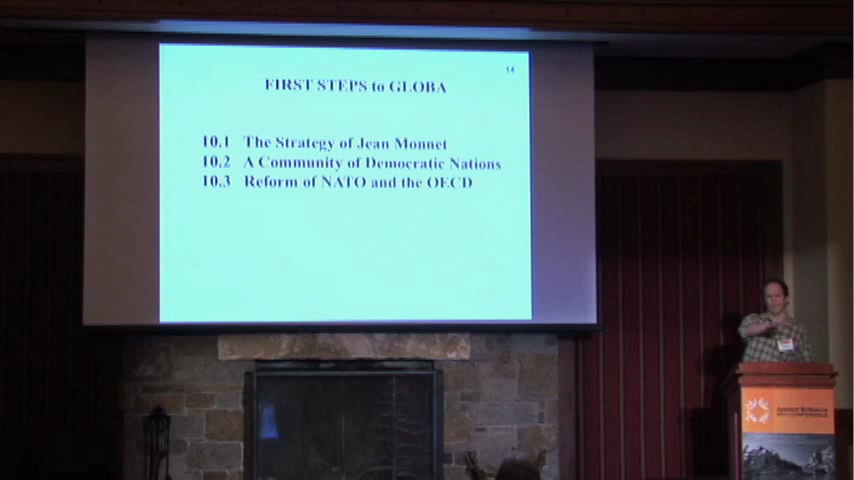 14
FIRST STEPS to GLOBA
10.1 The Strategy of Jean Monnet
10.2 A Community of Democratic Nations
10.3 Reform of NATO and the OECD
CONFERENCE